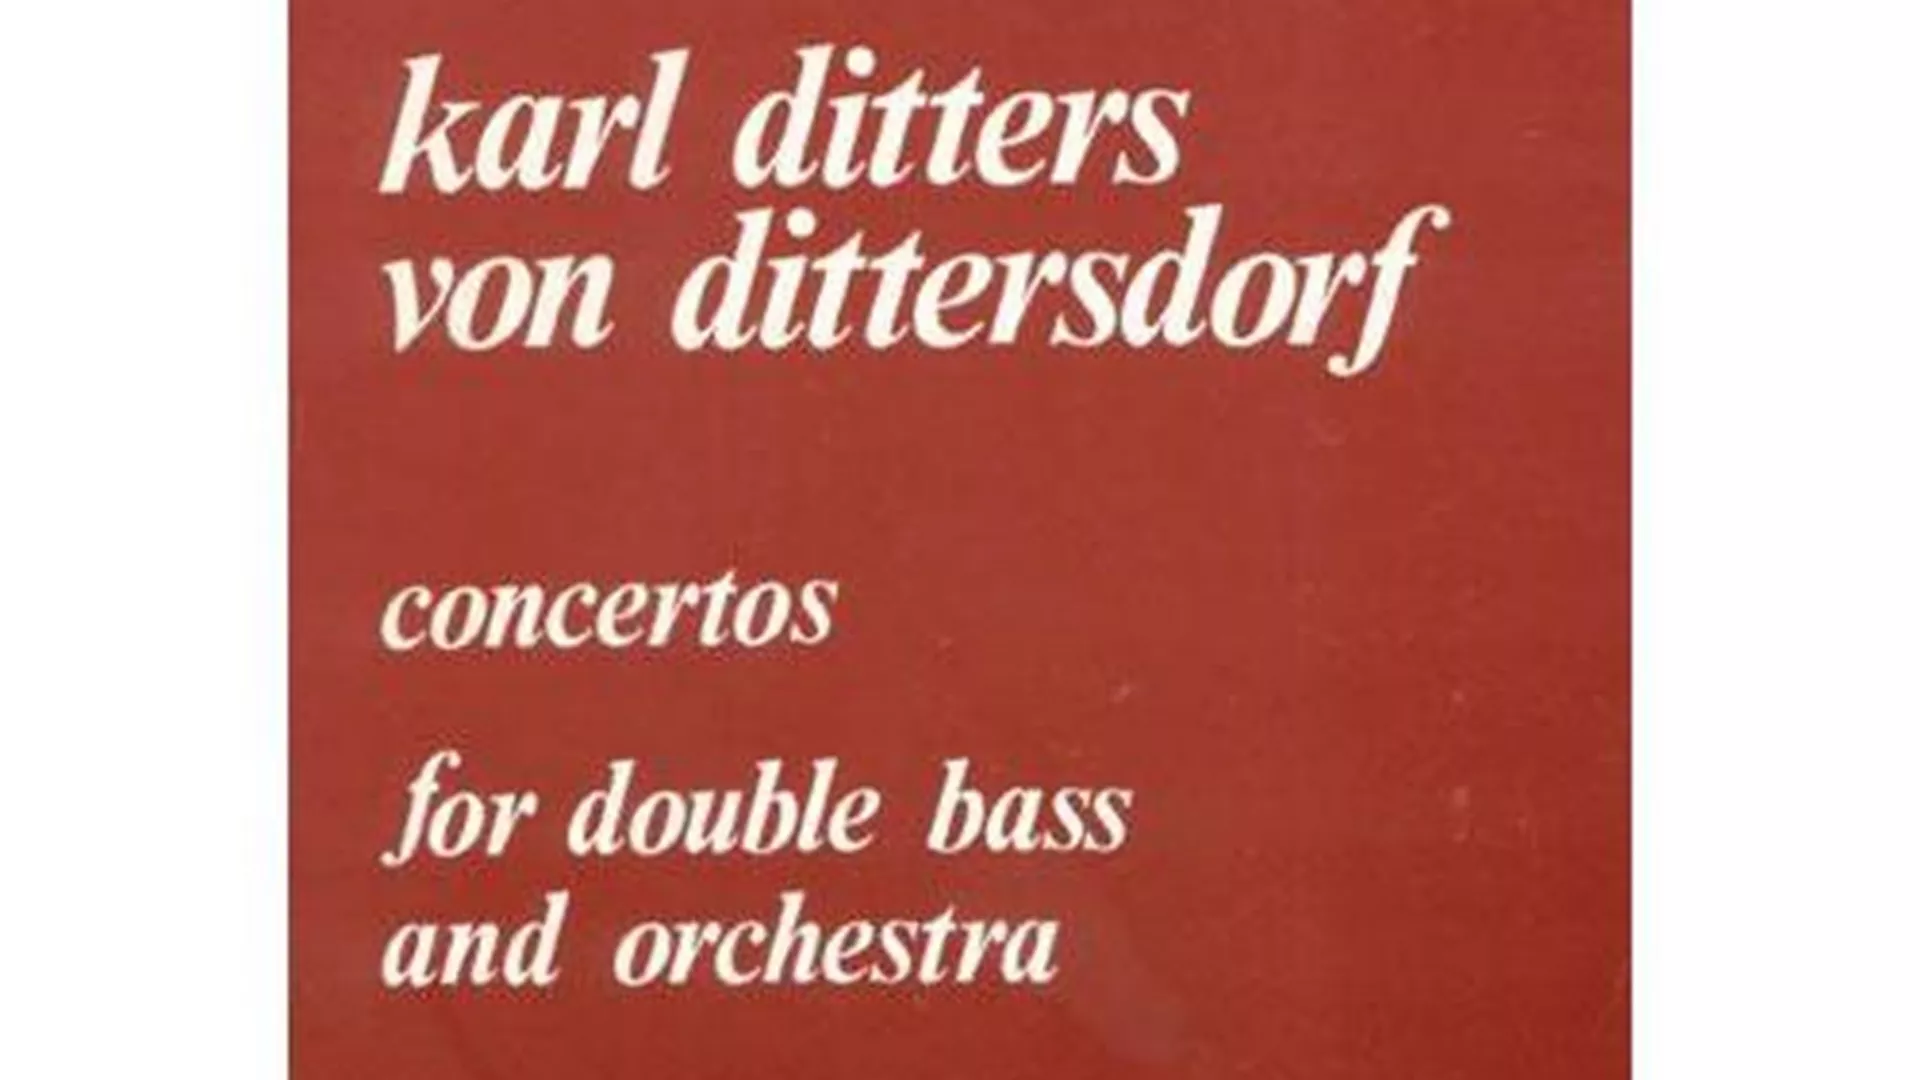 karl ditters
von dittersdorf
concertos
for double bass
and orchestra